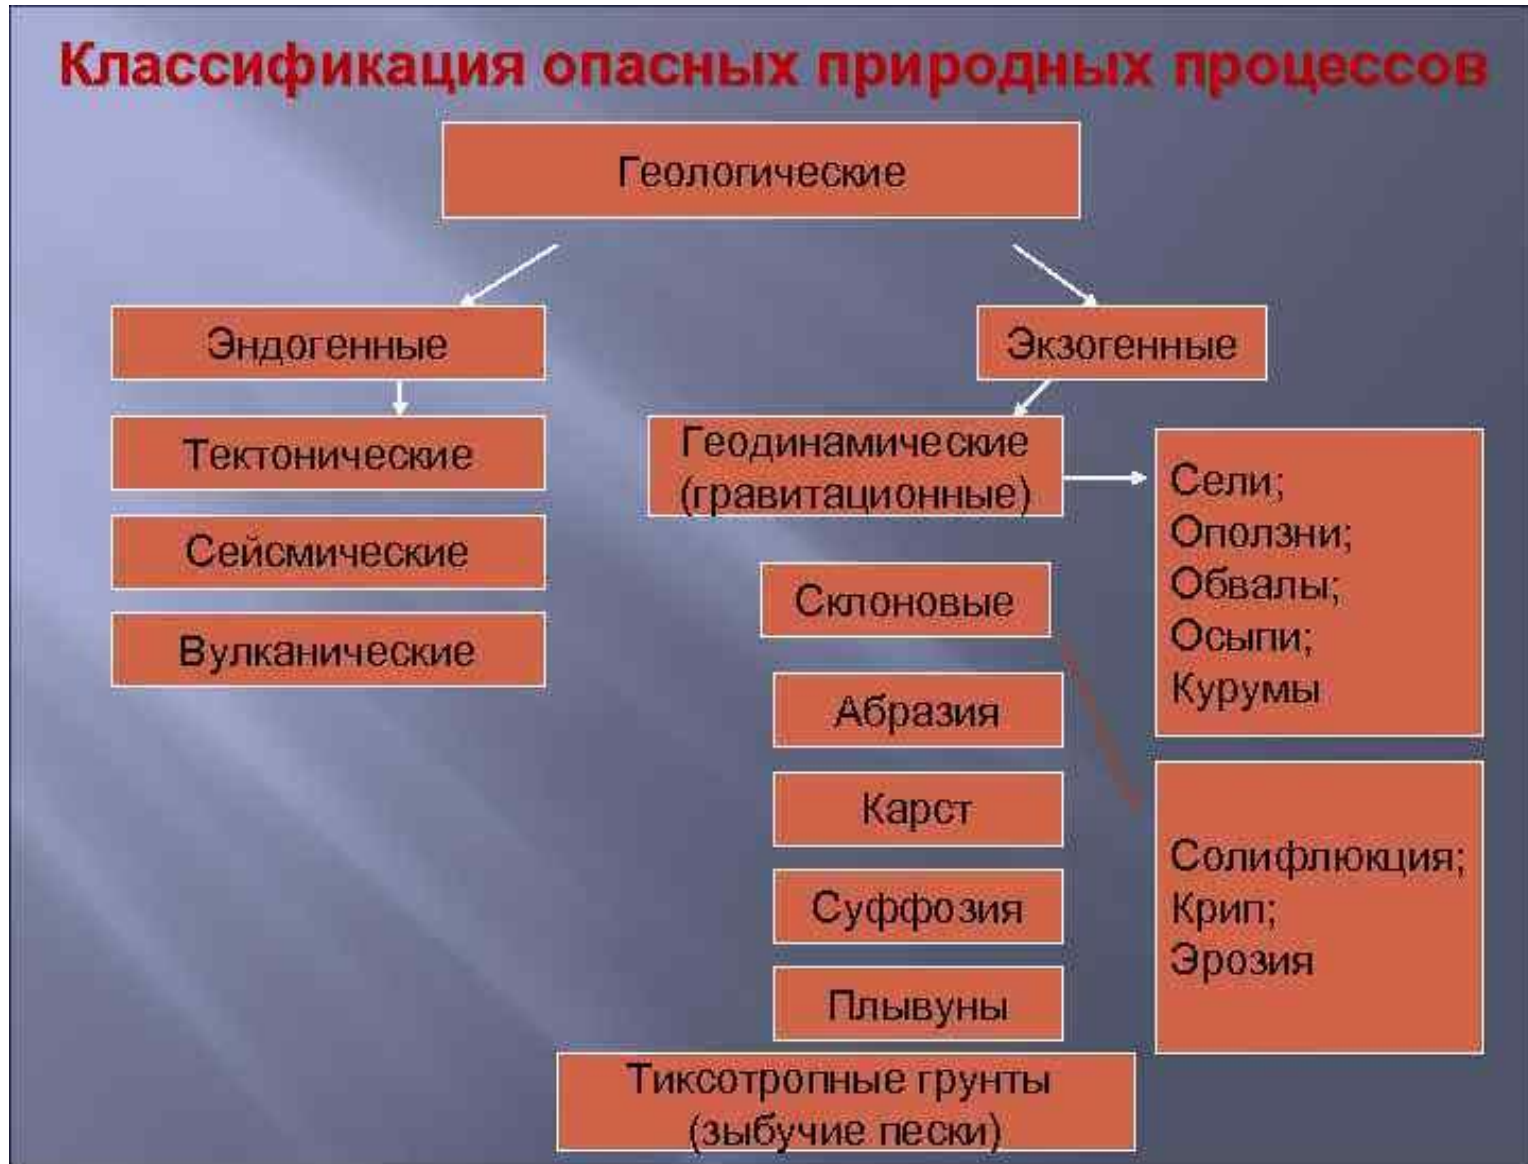 Классификация опасных природных процессов
Геологические
Эндогенные
Экзогенные
Тектонические
Сейсмические
Вулканические
Геодинамические
(гравитационные)
Сели;
Оползни;
Обвалы;
Осыпи;
Курумы
Склоновые
Абразия
Карст
Суффозия
Плывуны
Тиксотропные грунты
(зыбучие пески)
Солифлюкция;
Крип;
Эрозия